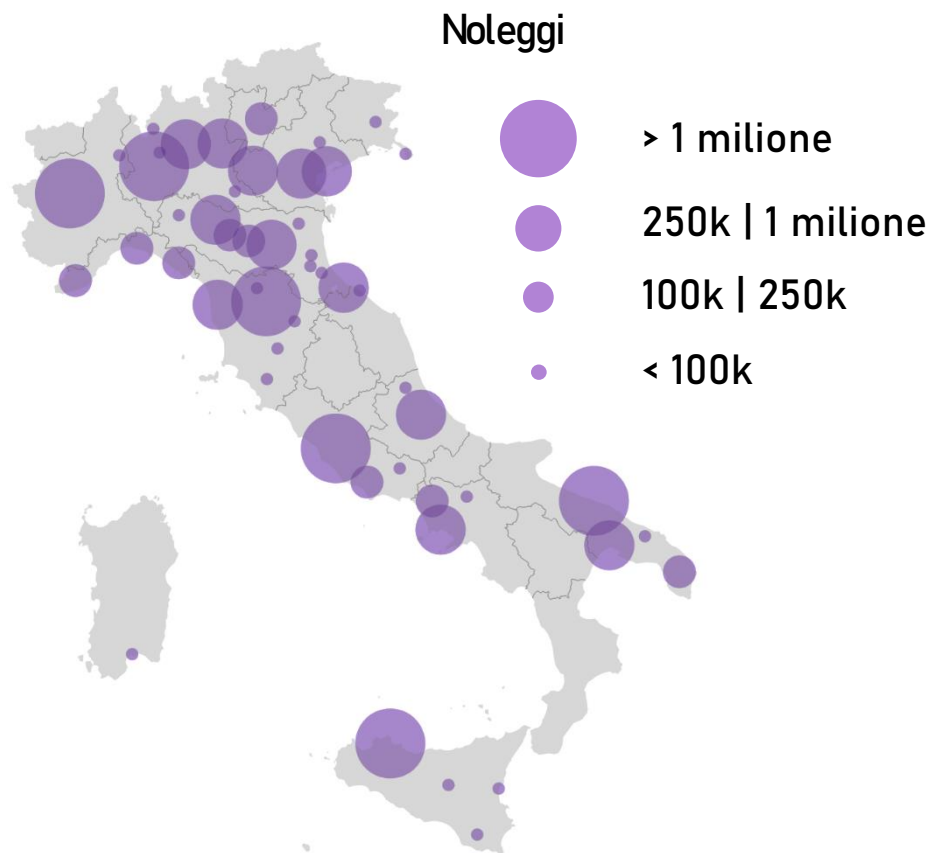 Noleggi
> 1 milione
250k | 1 milione
100k | 250k
< 100k